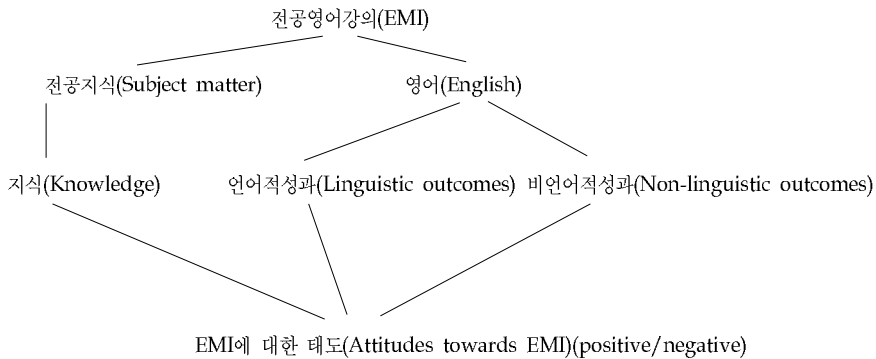 전공영어강의(EMI)
전공지식(Subject matter) 영어(English)
지식(Knowledge) 언어적성과(Linguistic outcomes) 비언어적성과(Non-linguistic outcomes)
EMI에 대한 태도(Attitudes towards EMI)(positive/negative)